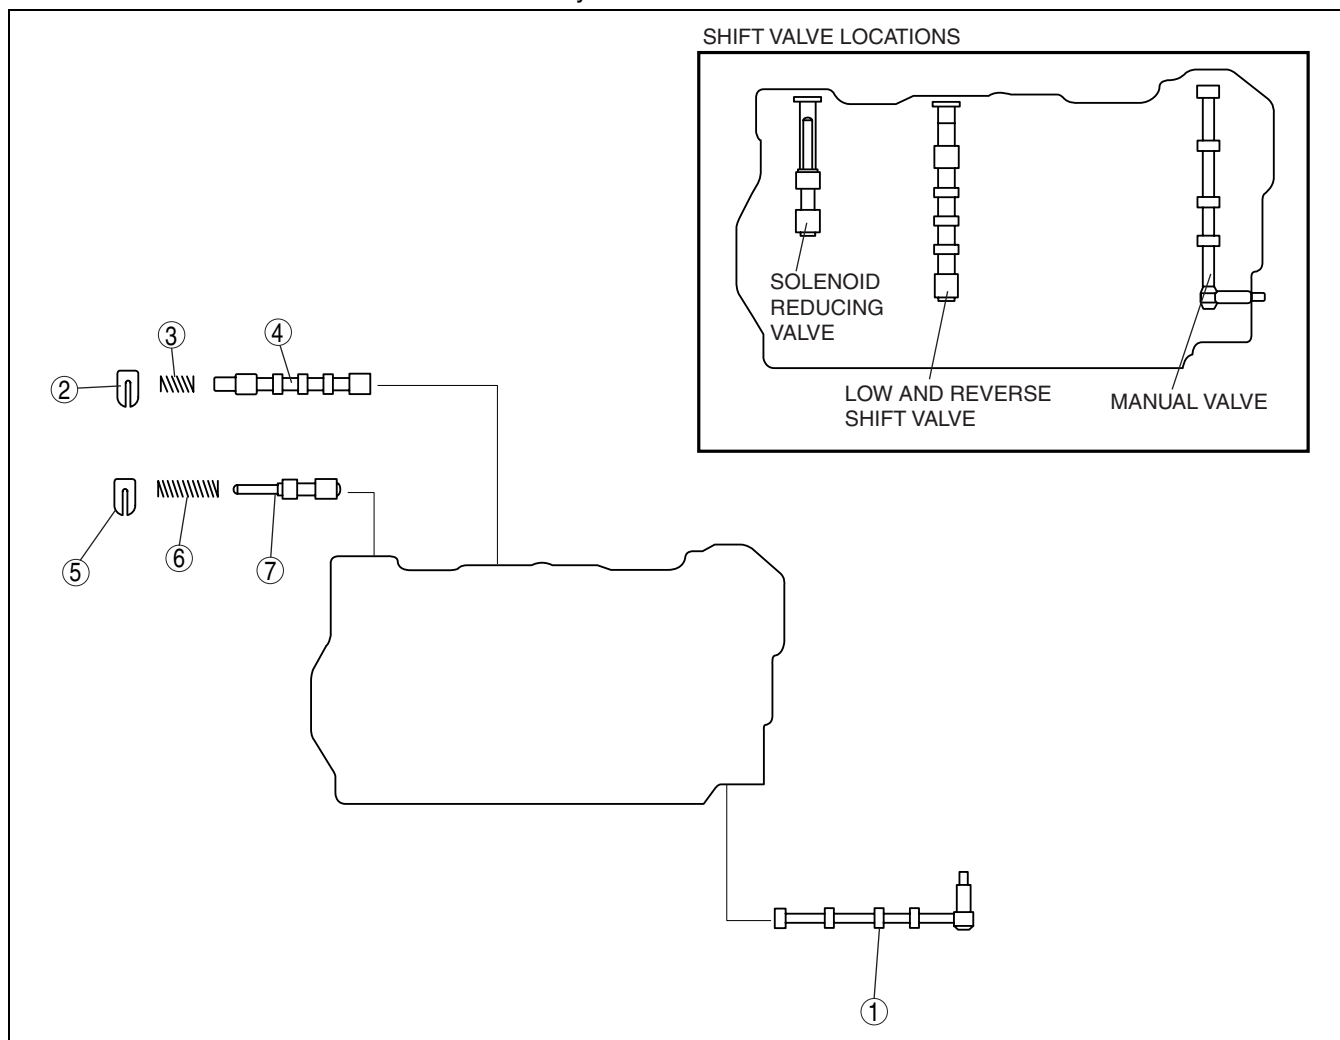 SHIFT VALVE LOCATIONS
SOLENOID
REDUCING
VALVE
LOW AND REVERSE
SHIFT VALVE
MANUAL VALVE
3
4
2
5
6
7
1